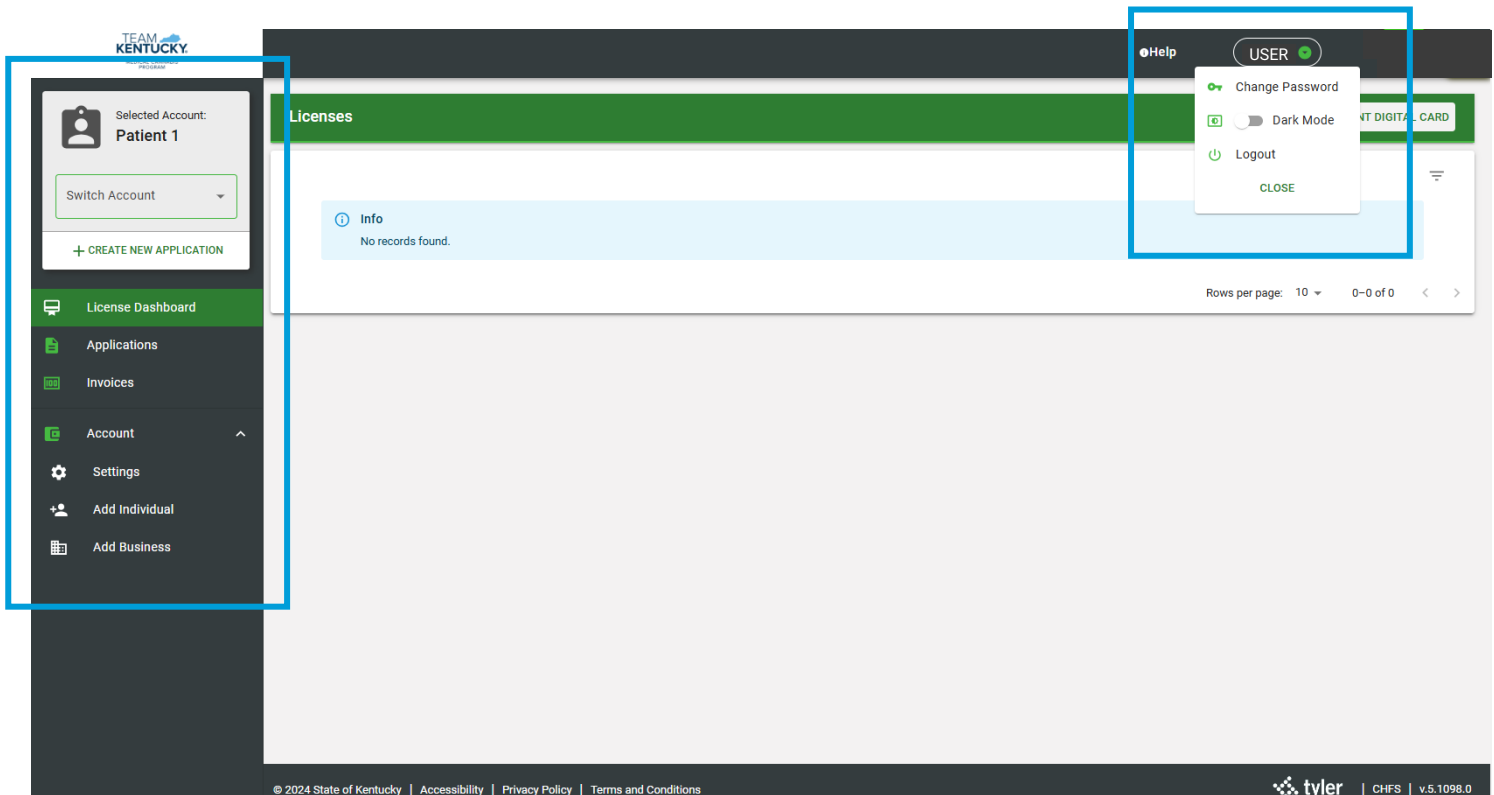 TEAM
KENTUCKY.
MEDICAL CANNABIS
PROGRAM
Help
USER
Selected Account:
Patient 1
Switch Account
+ CREATE NEW APPLICATION
License Dashboard
Applications
Invoices
Account
Settings
Add Individual
Add Business
Licenses
NT DIGITAL CARD
Change Password
Dark Mode
Logout
CLOSE
Info
No records found.
Rows per page: 10 0–0 of 0
© 2024 State of Kentucky | Accessibility | Privacy Policy | Terms and Conditions
tyler | CHFS | v.5.1098.0